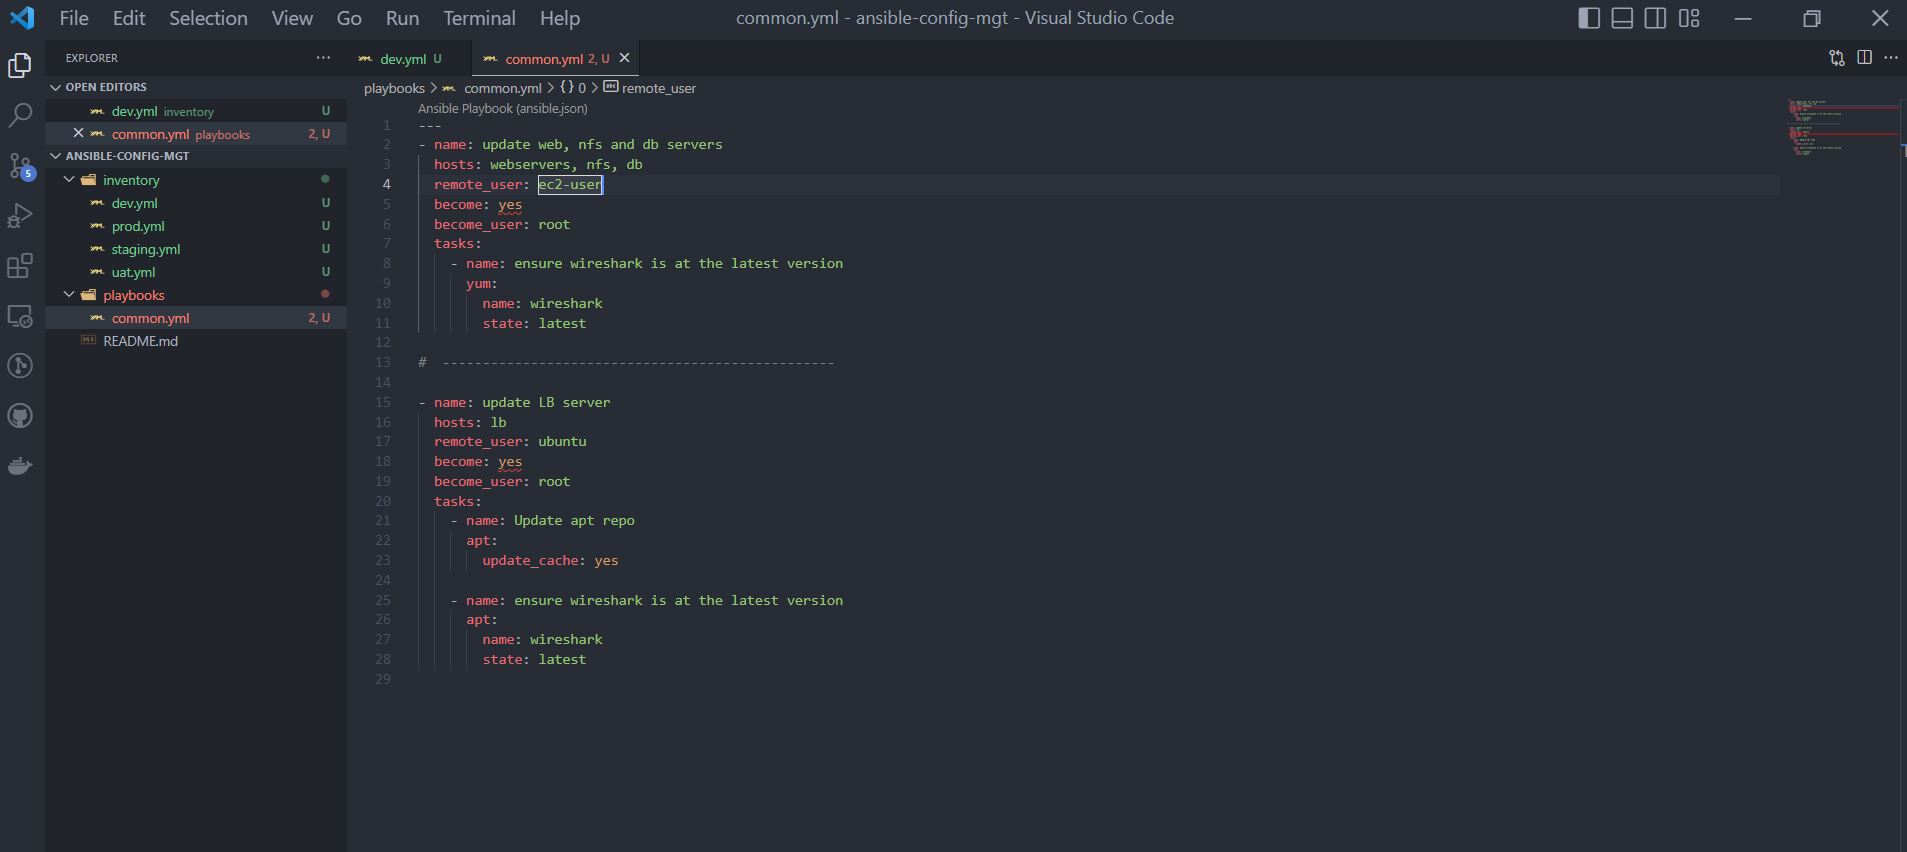 File Edit Selection View Go Run Terminal Help common.yml - ansible-config-mgt - Visual Studio Code
EXPLORER
OPEN EDITORS
dev.yml inventory U
common.yml playbooks 2, U
ANSIBLE-CONFIG-MGT
inventory
dev.yml U
prod.yml U
staging.yml U
uat.yml U
playbooks
common.yml 2, U
README.md
5
dev.yml U common.yml 2, U
playbooks > common.yml > {} 0 > abc remote_user
Ansible Playbook (ansible.json)
1 ---
2 - name: update web, nfs and db servers
3 hosts: webservers, nfs, db
4 remote_user: ec2-user
5 become: yes
6 become_user: root
7 tasks:
8 - name: ensure wireshark is at the latest version
9 yum:
10 name: wireshark
11 state: latest
12
13 # -------------------------------------------------
14
15 - name: update LB server
16 hosts: lb
17 remote_user: ubuntu
18 become: yes
19 become_user: root
20 tasks:
21 - name: Update apt repo
22 apt:
23 update_cache: yes
24
25 - name: ensure wireshark is at the latest version
26 apt:
27 name: wireshark
28 state: latest
29